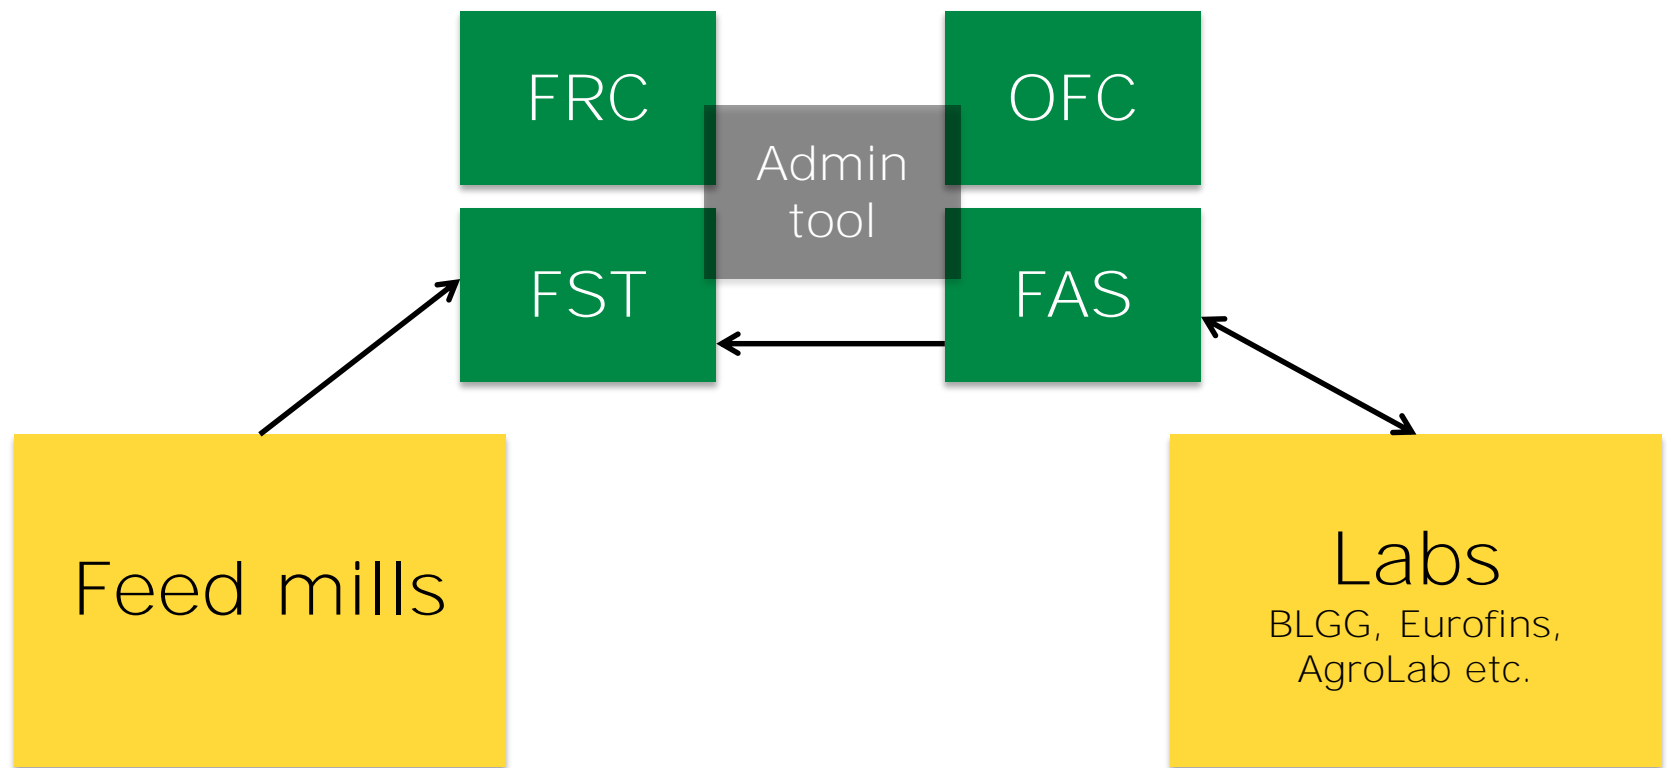 FRC
OFC
Admin
tool
FST
FAS
Feed mills
Labs
BLGG, Eurofins,
AgroLab etc.